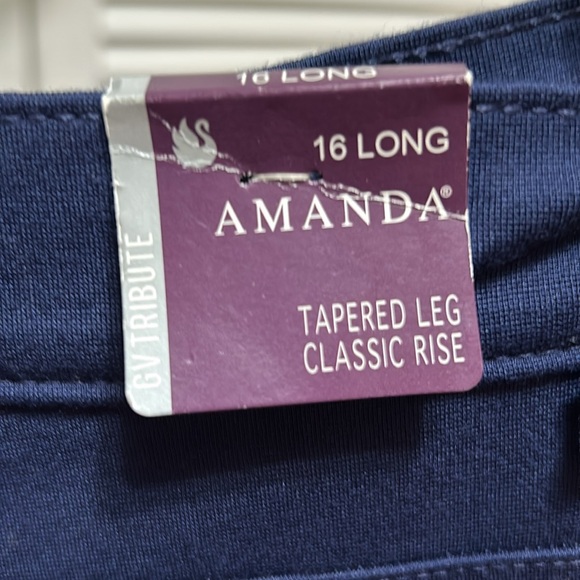 16 LONG
16 LONG
AMANDA®
GV TRIBUTE
TAPERED LEG
CLASSIC RISE